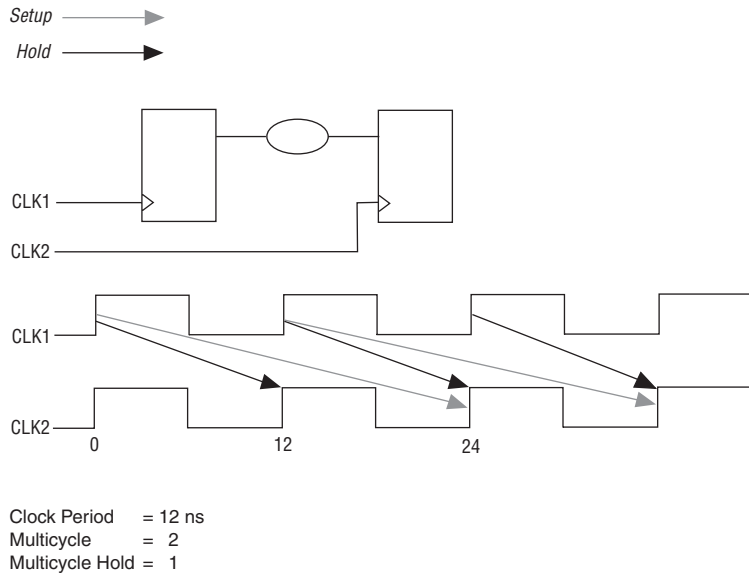 Setup
Hold
CLK1
CLK2
CLK1
CLK2
0 12 24
Clock Period = 12 ns
Multicycle = 2
Multicycle Hold = 1